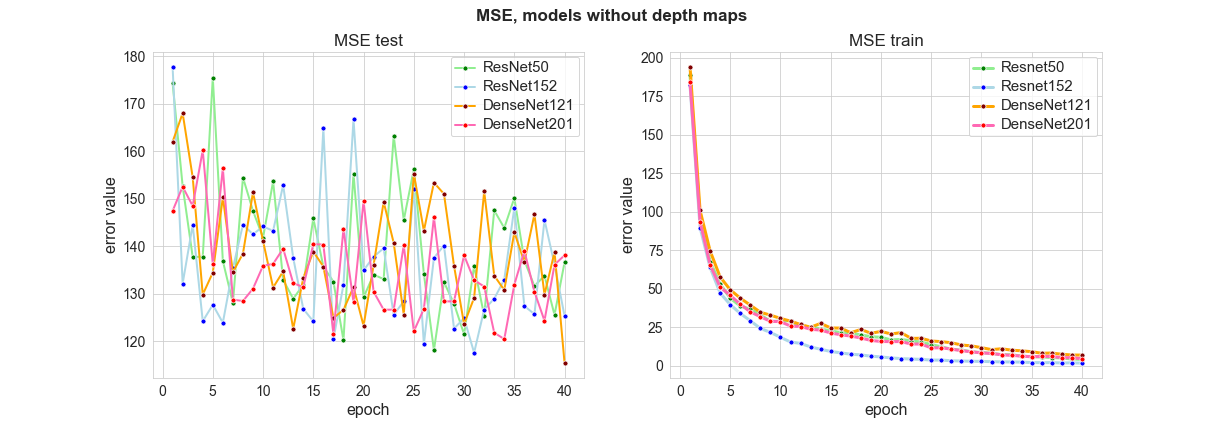 MSE, models without depth maps
MSE test
180
170
160
150
140
130
120
error value
0 5 10 15 20 25 30 35 40
epoch
ResNet50
ResNet152
DenseNet121
DenseNet201
MSE train
200
175
150
125
100
75
50
25
0
error value
0 5 10 15 20 25 30 35 40
epoch
Resnet50
Resnet152
DenseNet121
DenseNet201